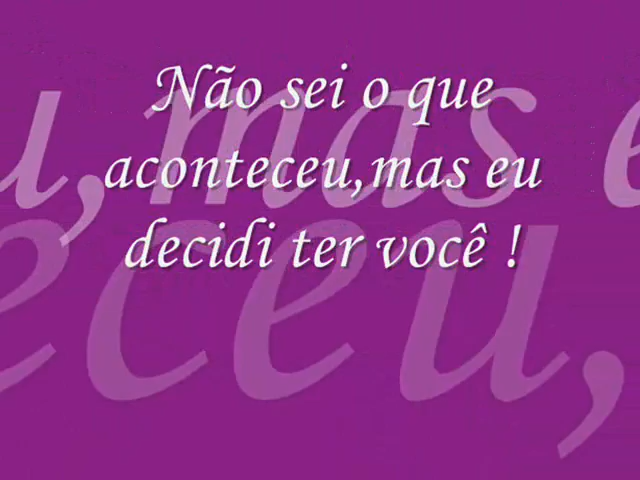 Não sei o que
aconteceu,mas eu
decidi ter você !